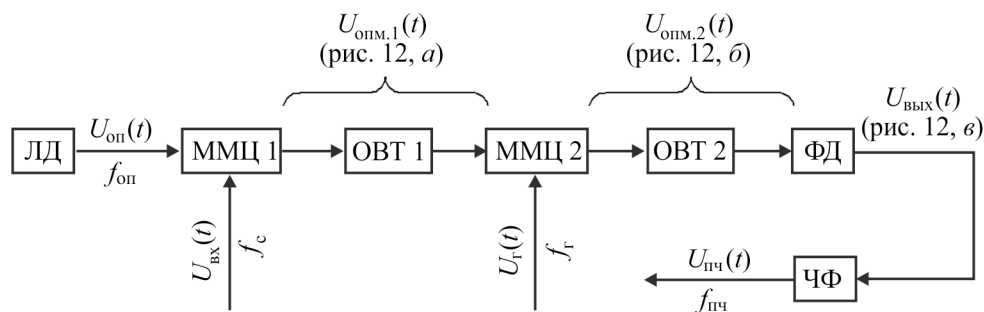 Uопм.1(t)
(рис. 12, а)
Uопм.2(t)
(рис. 12, б)
Uвых(t)
(рис. 12, в)
Uоп(t)
fоп
ЛД
ММЦ 1
ОВТ 1
ММЦ 2
ОВТ 2
ФД
Uвх(t)
fс
Uг(t)
fг
Uпч(t)
fпч
ЧФ